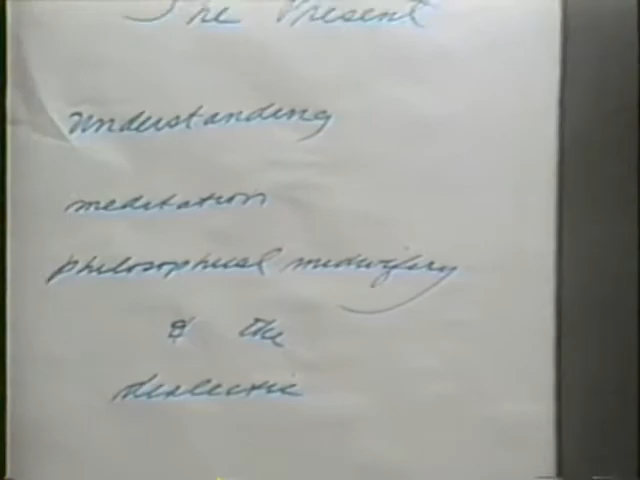 The Present
Understanding
meditation
philosophical midwifery
& the
dialectic